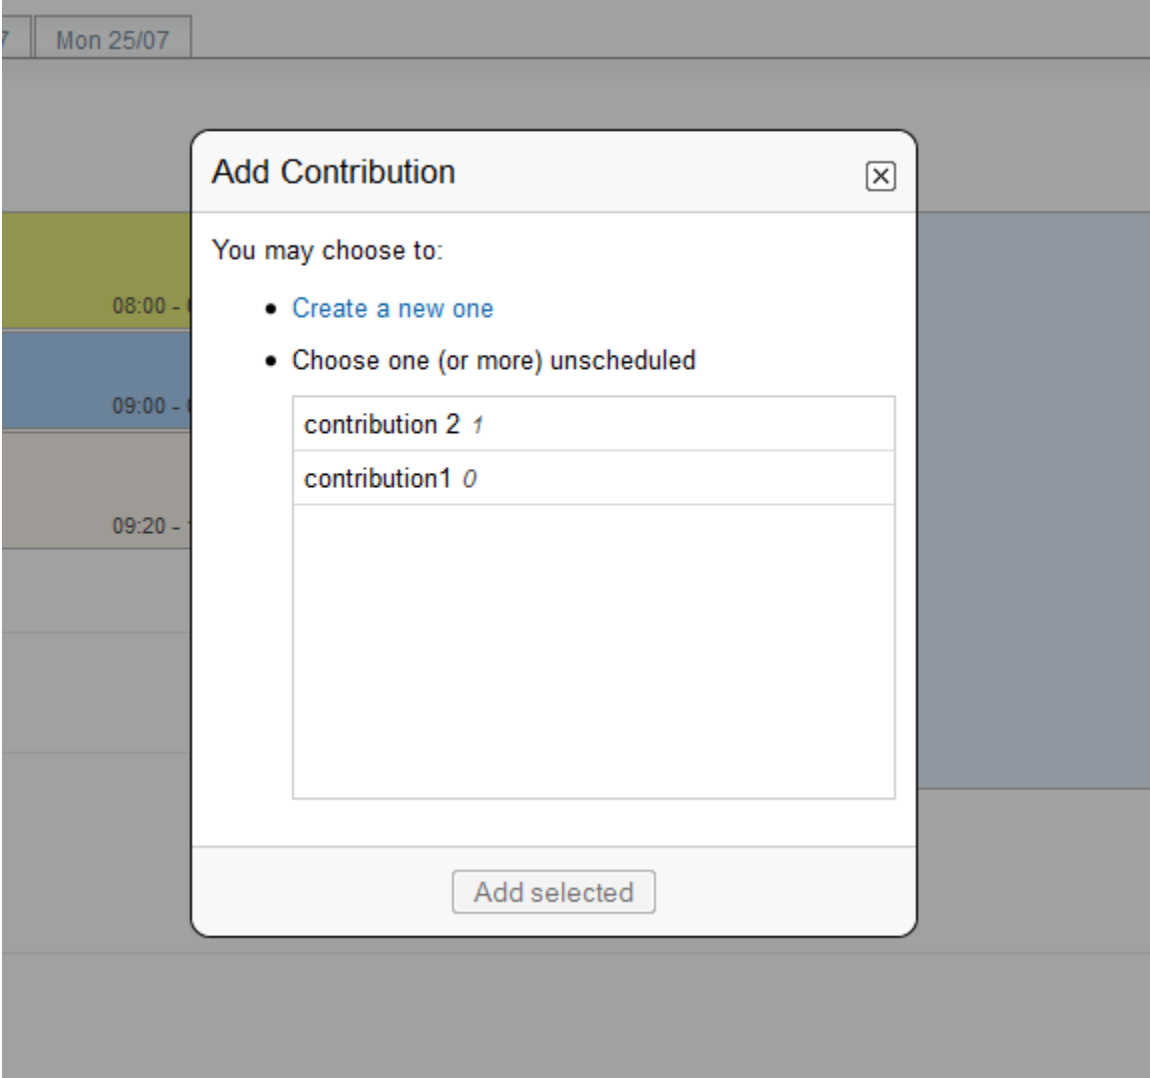 Mon 25/07
Add Contribution
You may choose to:
Create a new one
Choose one (or more) unscheduled
contribution 2 1
contribution1 0
Add selected
08:00 -
09:00 -
09:20 -